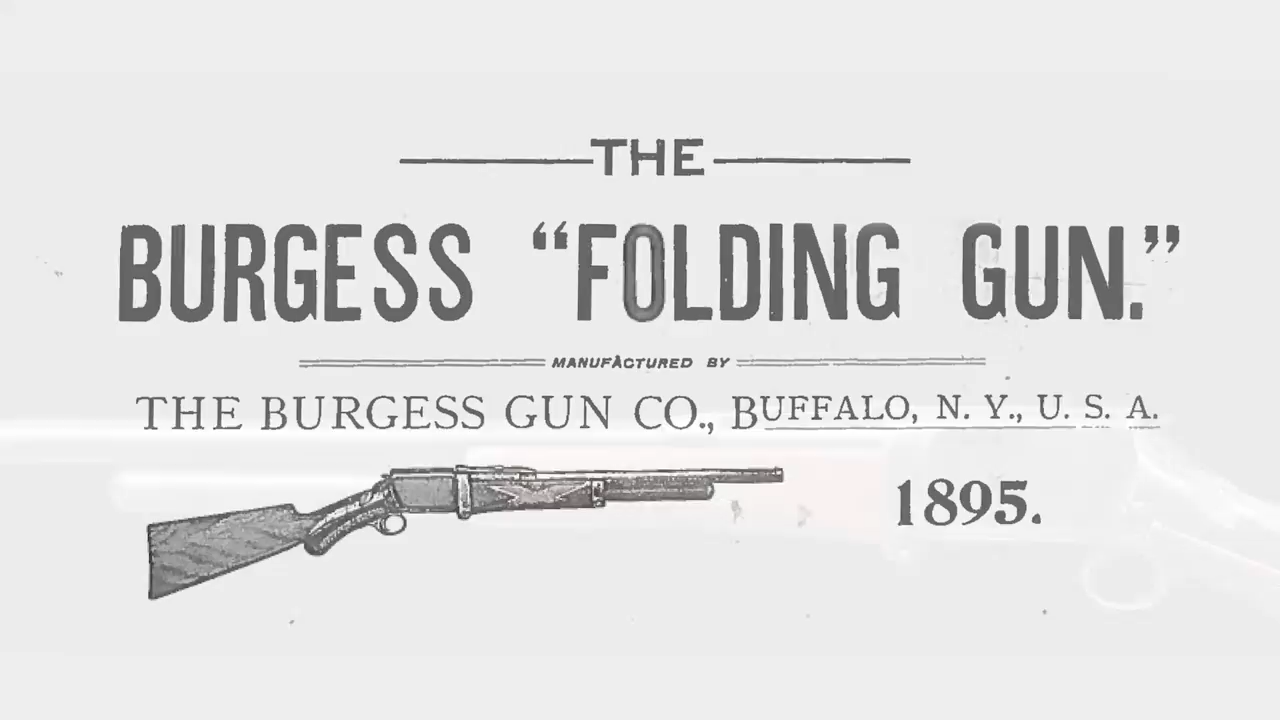 THE
BURGESS “FOLDING GUN.”
MANUFACTURED BY
THE BURGESS GUN CO., BUFFALO, N. Y., U. S. A.
1895.